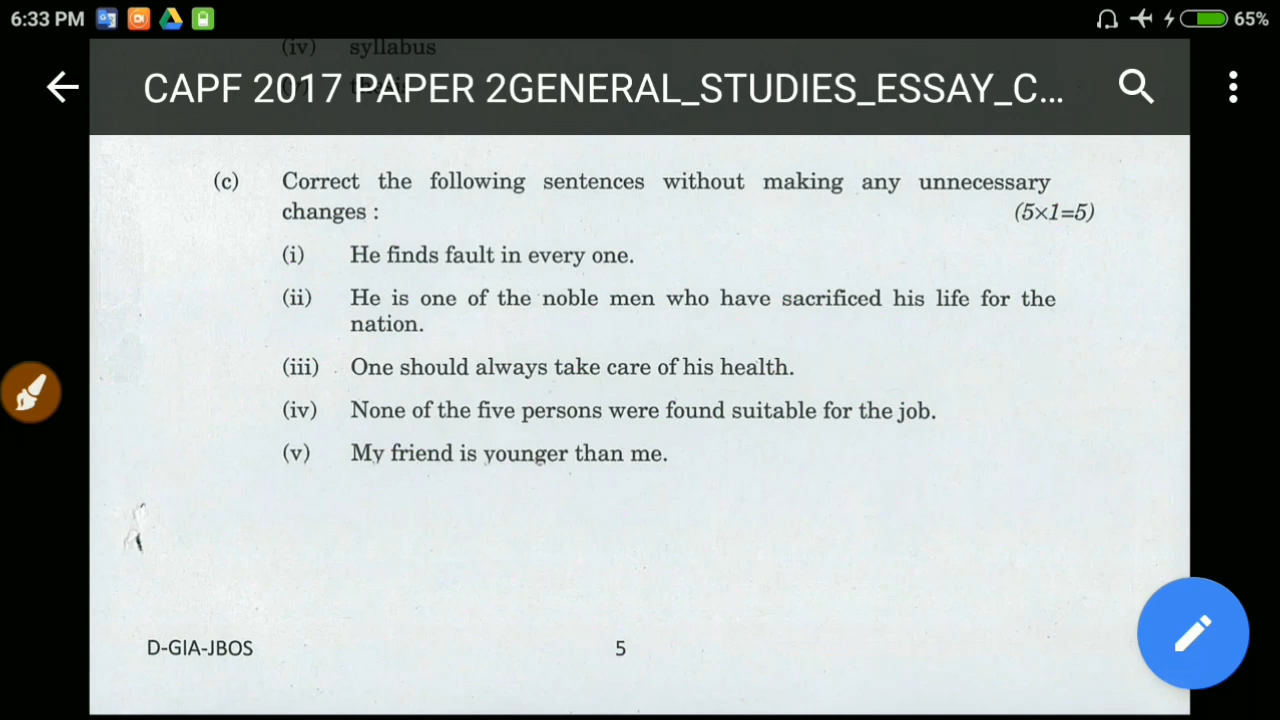 6:33 PM 65%
(iv) syllabus
CAPF 2017 PAPER 2GENERAL_STUDIES_ESSAY_C...
(c) Correct the following sentences without making any unnecessary
changes : (5×1=5)
(i) He finds fault in every one.
(ii) He is one of the noble men who have sacrificed his life for the
nation.
(iii) One should always take care of his health.
(iv) None of the five persons were found suitable for the job.
(v) My friend is younger than me.
D-GIA-JBOS 5